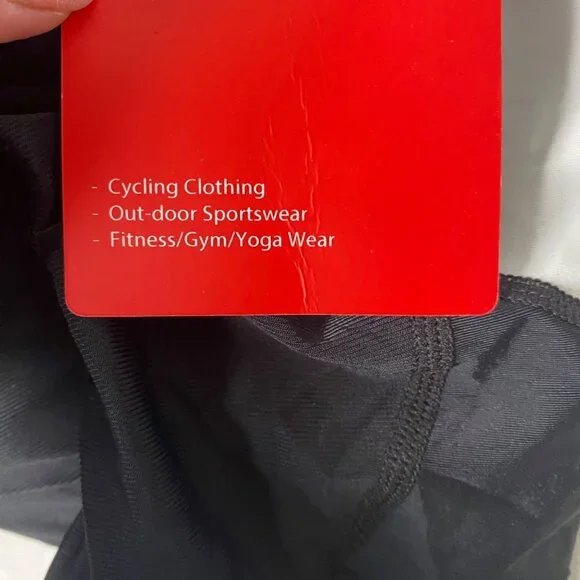 - Cycling Clothing
- Out-door Sportswear
- Fitness/Gym/Yoga Wear